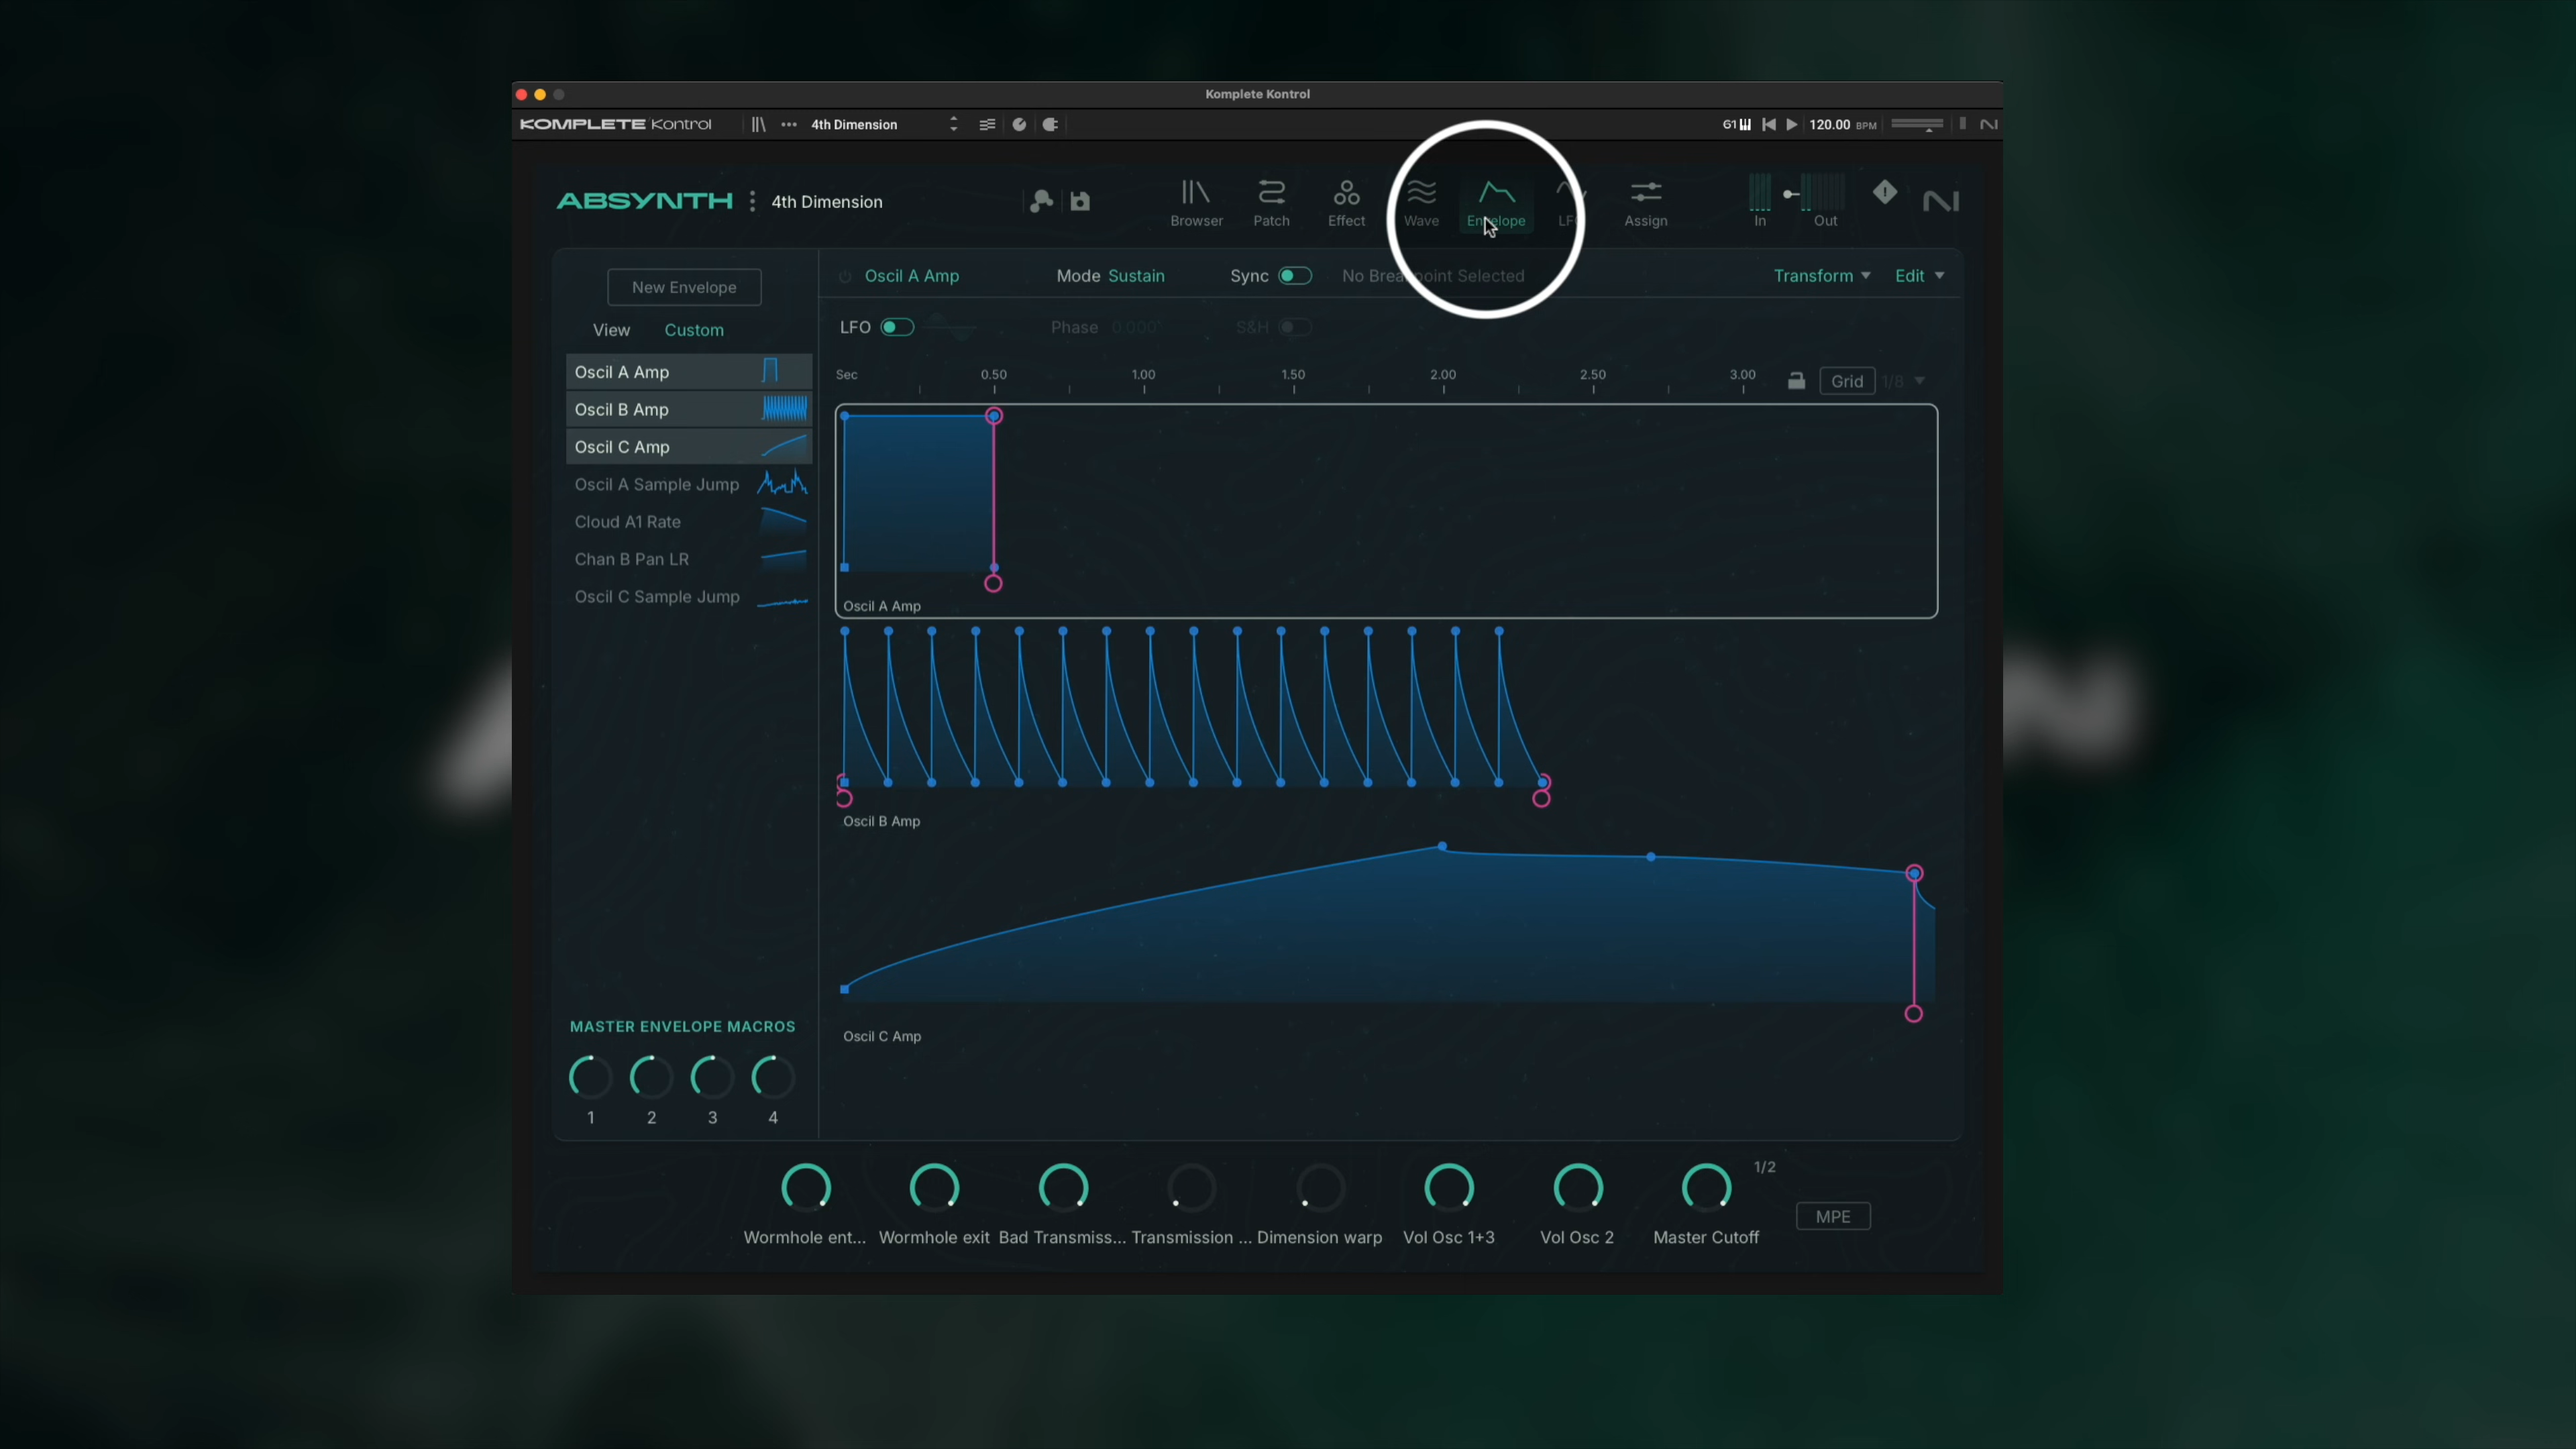 Komplete Kontrol
KOMPLETE Kontrol
4th Dimension
G1
120.00 BPM
ABSYNTH
4th Dimension
Browser
Patch
Effect
Wave
Envelope
Assign
In
Out
New Envelope
Oscil A Amp
Mode Sustain
Sync
Transform
Edit
View Custom
LFO
Phase 0.000°
S&H
Oscil A Amp
Oscil B Amp
Oscil C Amp
Oscil A Sample Jump
Cloud A1 Rate
Chan B Pan LR
Oscil C Sample Jump
Sec 0.50 1.00 1.50 2.00 2.50 3.00
Grid 1/8
Oscil A Amp
Oscil B Amp
Oscil C Amp
MASTER ENVELOPE MACROS
1 2 3 4
1/2
MPE
Wormhole ent... Wormhole exit Bad Transmiss... Transmission ... Dimension warp Vol Osc 1+3 Vol Osc 2 Master Cutoff